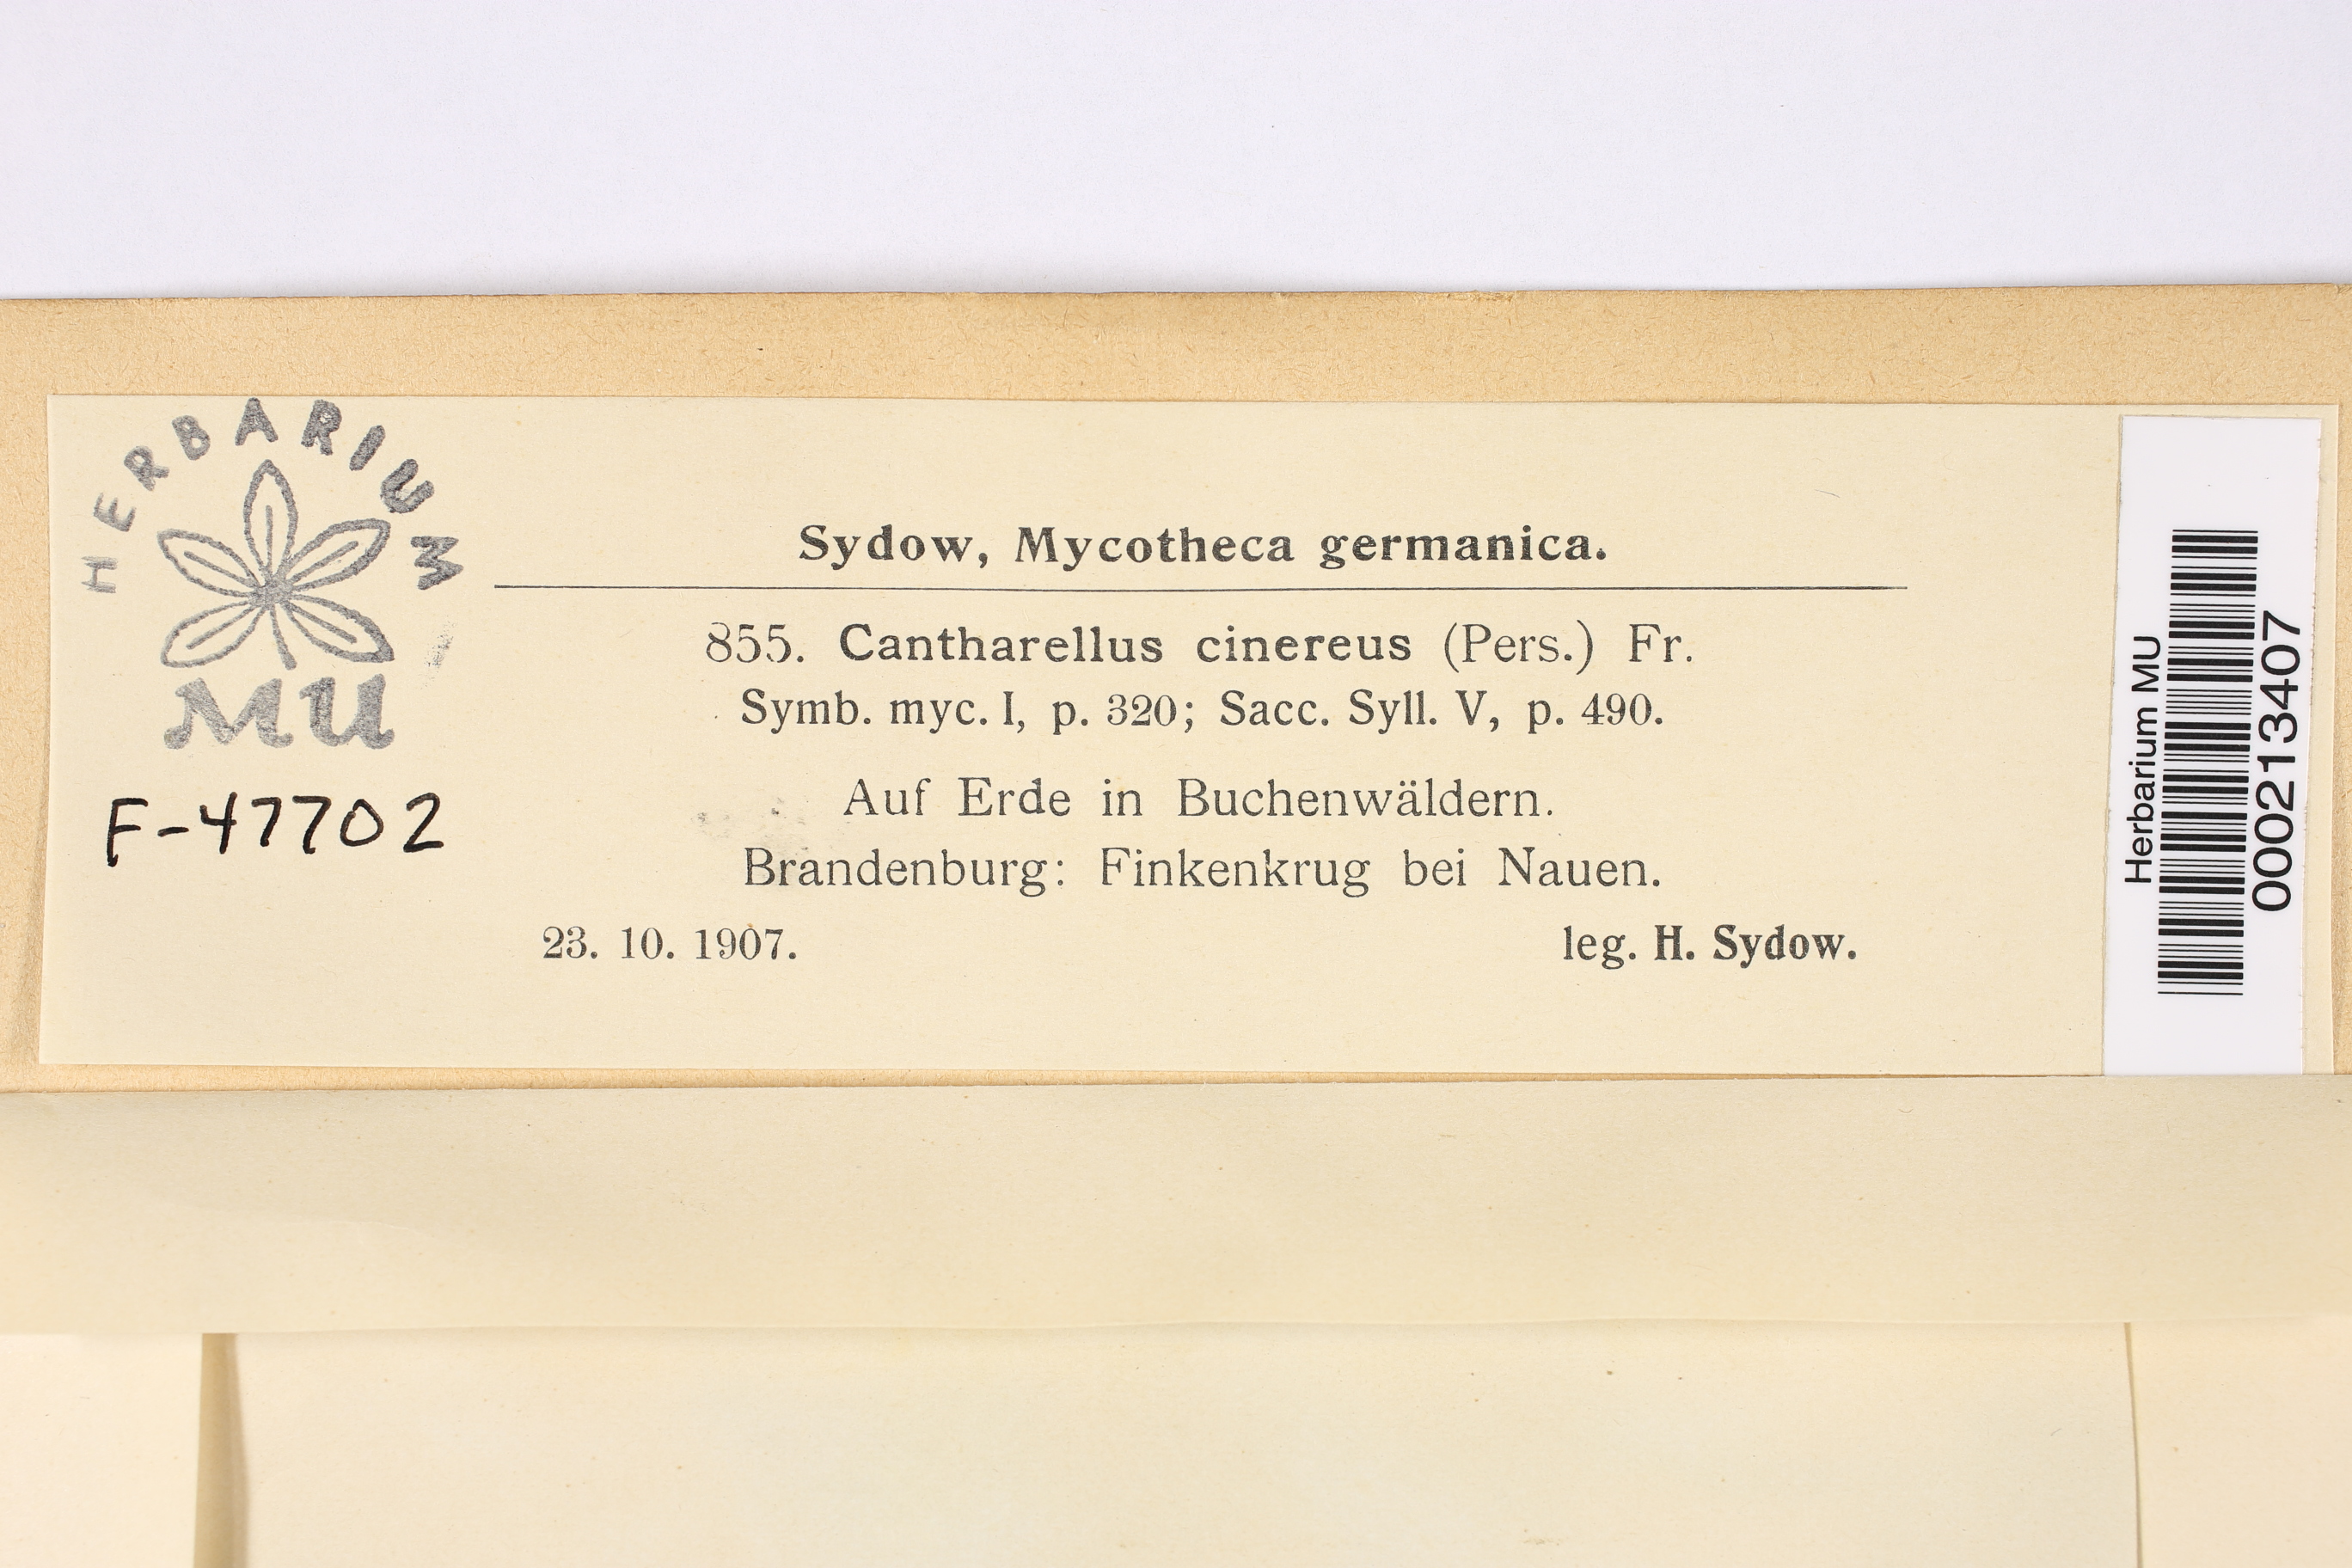 HERBARIUM
MU
F-47702
Sydow, Mycotheca germanica.
855. Cantharellus cinereus (Pers.) Fr.
Symb. myc. I, p. 320; Sacc. Syll. V, p. 490.
Auf Erde in Buchenwäldern.
Brandenburg: Finkenkrug bei Nauen.
23. 10. 1907. leg. H. Sydow.
Herbarium MU
000213407